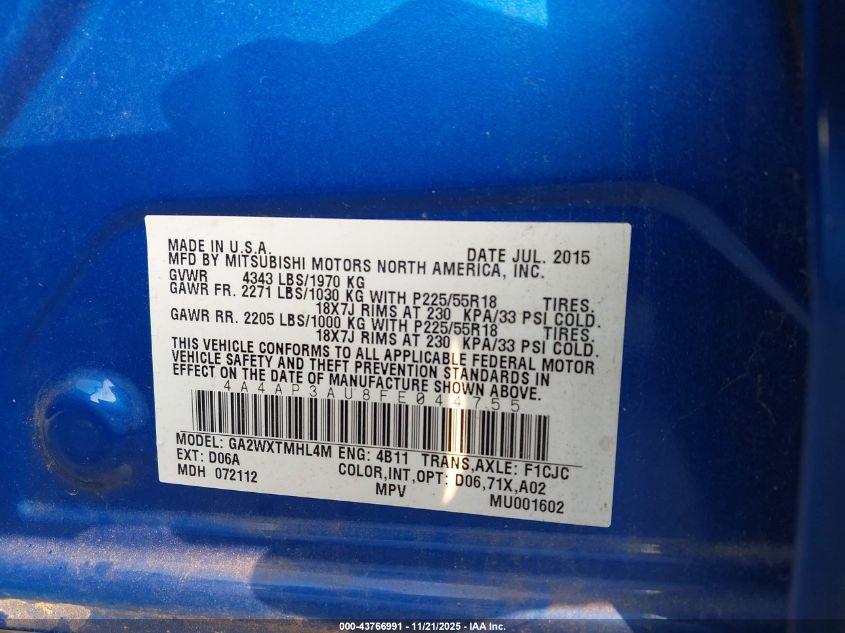 MADE IN U.S.A. DATE JUL. 2015
MFD BY MITSUBISHI MOTORS NORTH AMERICA, INC.
GVWR 4343 LBS/1970 KG
GAWR FR. 2271 LBS/1030 KG WITH P225/55R18 TIRES.
18X7J RIMS AT 230 KPA/33 PSI COLD.
GAWR RR. 2205 LBS/1000 KG WITH P225/55R18 TIRES.
18X7J RIMS AT 230 KPA/33 PSI COLD.
THIS VEHICLE CONFORMS TO ALL APPLICABLE FEDERAL MOTOR
VEHICLE SAFETY AND THEFT PREVENTION STANDARDS IN
EFFECT ON THE DATE OF MANUFACTURE SHOWN ABOVE.
4A4AP3AU8FE044755
MODEL: GA2WXTMHL4M ENG: 4B11 TRANS,AXLE: F1CJC
EXT: D06A COLOR,INT,OPT: D06,71X,A02
MDH 072112 MPV MU001602
000-43766991 - 11/21/2025 - IAA Inc.